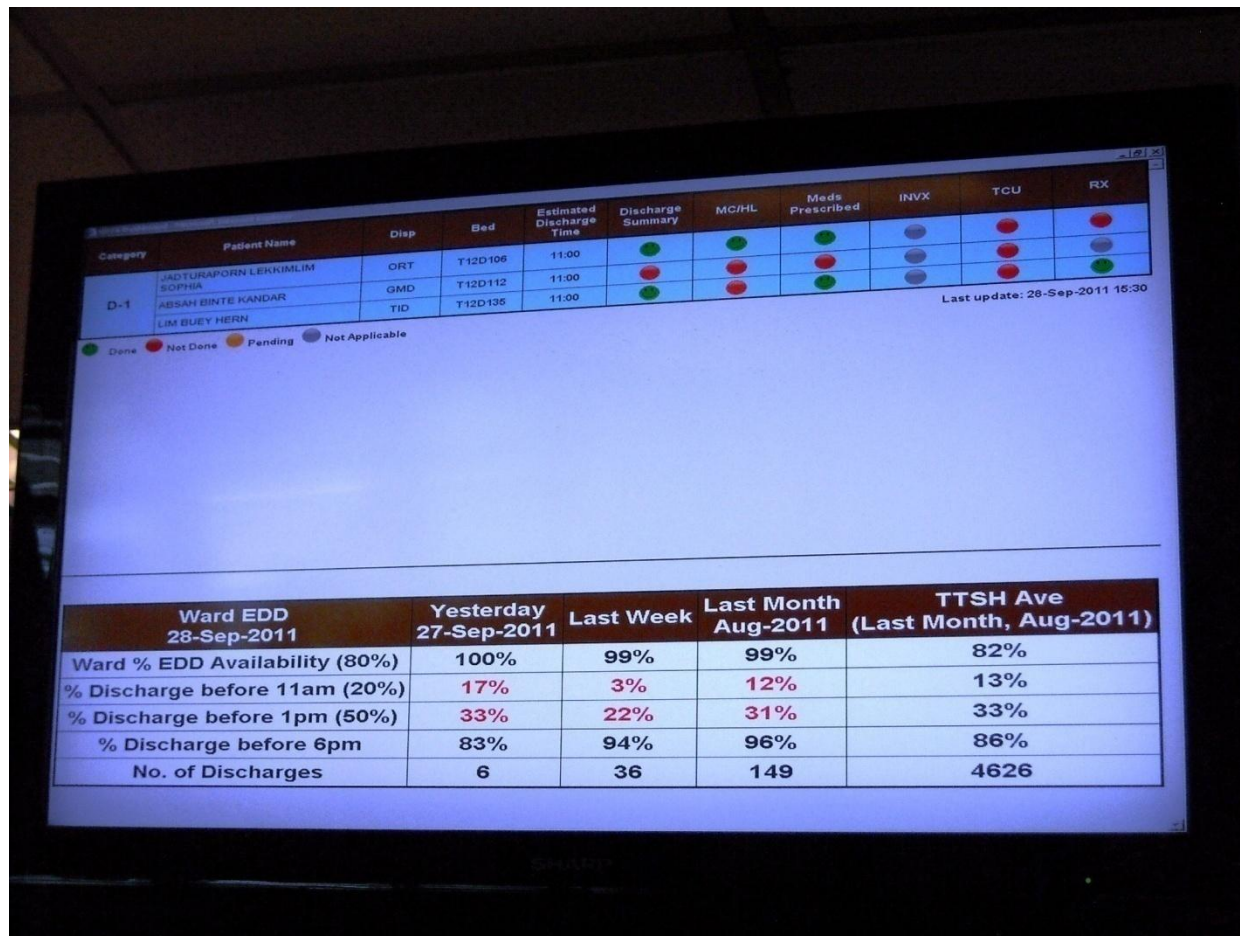 Category Patient Name Disp Bed Estimated Discharge Time Discharge Summary MC/HL Meds Prescribed INVX TCU RX
D-1
JADTURAPORN LEKKIMLIM SOPHIA ORT T12D106 11:00
ABSAH BINTE KANDAR GMD T12D112 11:00
LIM BUEY HERN TID T12D135 11:00
Last update: 28-Sep-2011 15:30
Done Not Done Pending Not Applicable
Ward EDD 28-Sep-2011 Yesterday 27-Sep-2011 Last Week Last Month Aug-2011 TTSH Ave (Last Month, Aug-2011)
Ward % EDD Availability (80%) 100% 99% 99% 82%
% Discharge before 11am (20%) 17% 3% 12% 13%
% Discharge before 1pm (50%) 33% 22% 31% 33%
% Discharge before 6pm 83% 94% 96% 86%
No. of Discharges 6 36 149 4626
SHARP